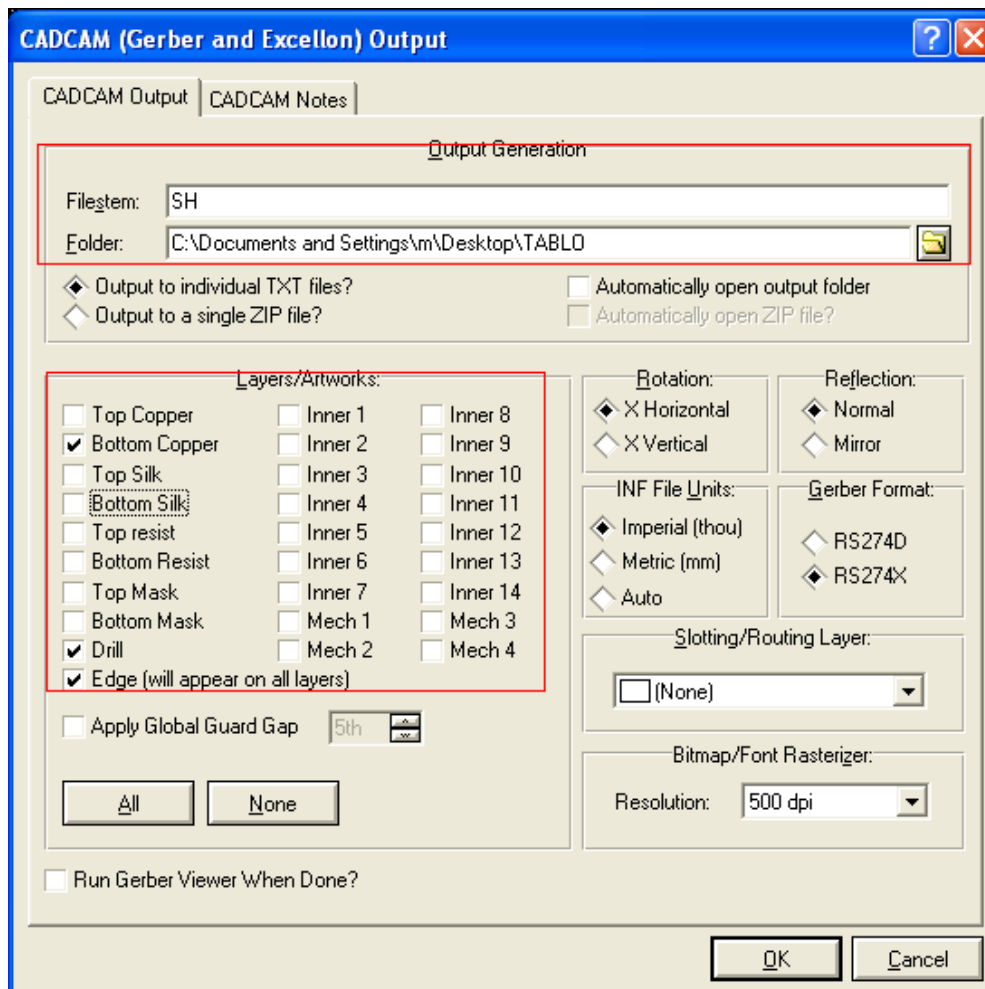 CADCAM (Gerber and Excellon) Output
CADCAM Output
CADCAM Notes
Output Generation
Filestem:
SH
Folder:
C:\Documents and Settings\m\Desktop\TABLO
Output to individual TXT files?
Automatically open output folder
Output to a single ZIP file?
Automatically open ZIP file?
Layers/Artworks:
Top Copper
Inner 1
Inner 8
Bottom Copper
Inner 2
Inner 9
Top Silk
Inner 3
Inner 10
Bottom Silk
Inner 4
Inner 11
Top resist
Inner 5
Inner 12
Bottom Resist
Inner 6
Inner 13
Top Mask
Inner 7
Inner 14
Bottom Mask
Mech 1
Mech 3
Drill
Mech 2
Mech 4
Edge (will appear on all layers)
Apply Global Guard Gap
5th
All
None
Rotation:
X Horizontal
X Vertical
Reflection:
Normal
Mirror
INF File Units:
Imperial (thou)
Metric (mm)
Auto
Gerber Format:
RS274D
RS274X
Slotting/Routing Layer:
(None)
Bitmap/Font Rasterizer:
Resolution:
500 dpi
Run Gerber Viewer When Done?
OK
Cancel